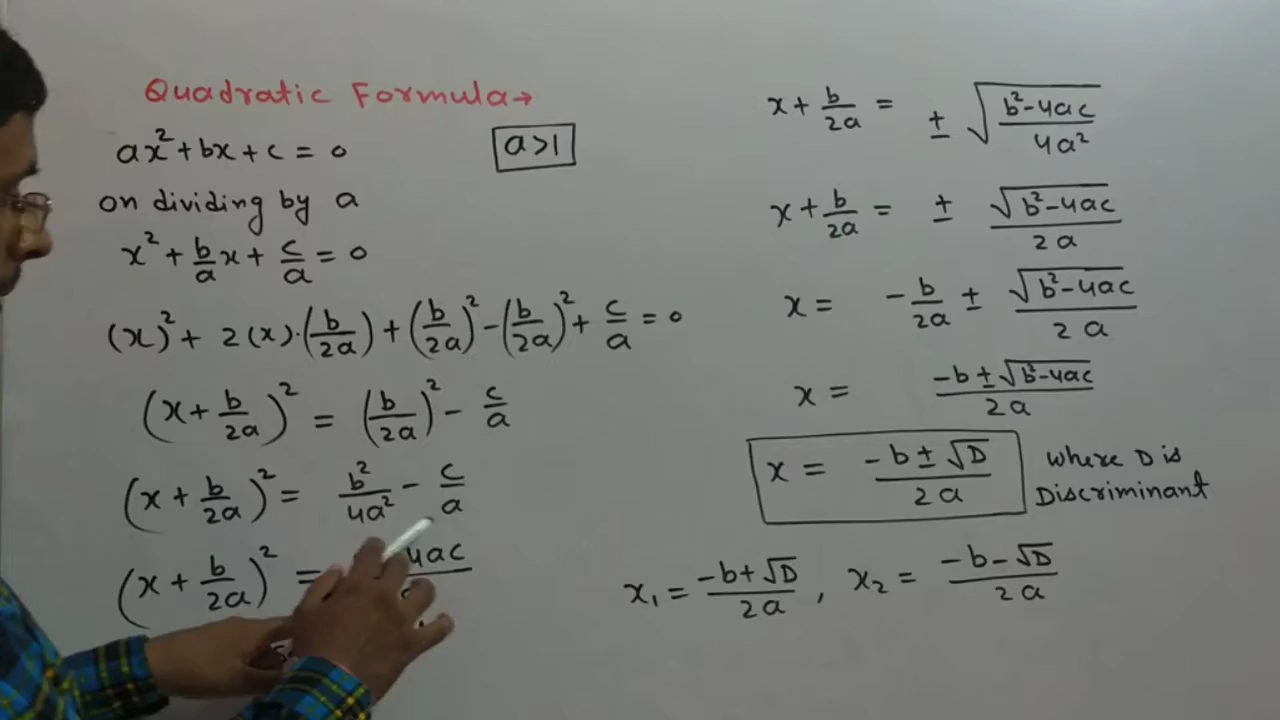 Quadratic Formula→
ax²+bx+c=0
a>1
on dividing by a
x²+b/a x+c/a=0
(x)²+2(x)·(b/2a)+(b/2a)²-(b/2a)²+c/a=0
(x+b/2a)²=(b/2a)²-c/a
(x+b/2a)²=b²/4a²-c/a
(x+b/2a)²= 4ac
x+b/2a=±√(b²-4ac/4a²)
x+b/2a=±√(b²-4ac)/2a
x=-b/2a±√(b²-4ac)/2a
x=-b±√(b²-4ac)/2a
x=-b±√D/2a
where D is
Discriminant
x₁=-b+√D/2a, x₂=-b-√D/2a